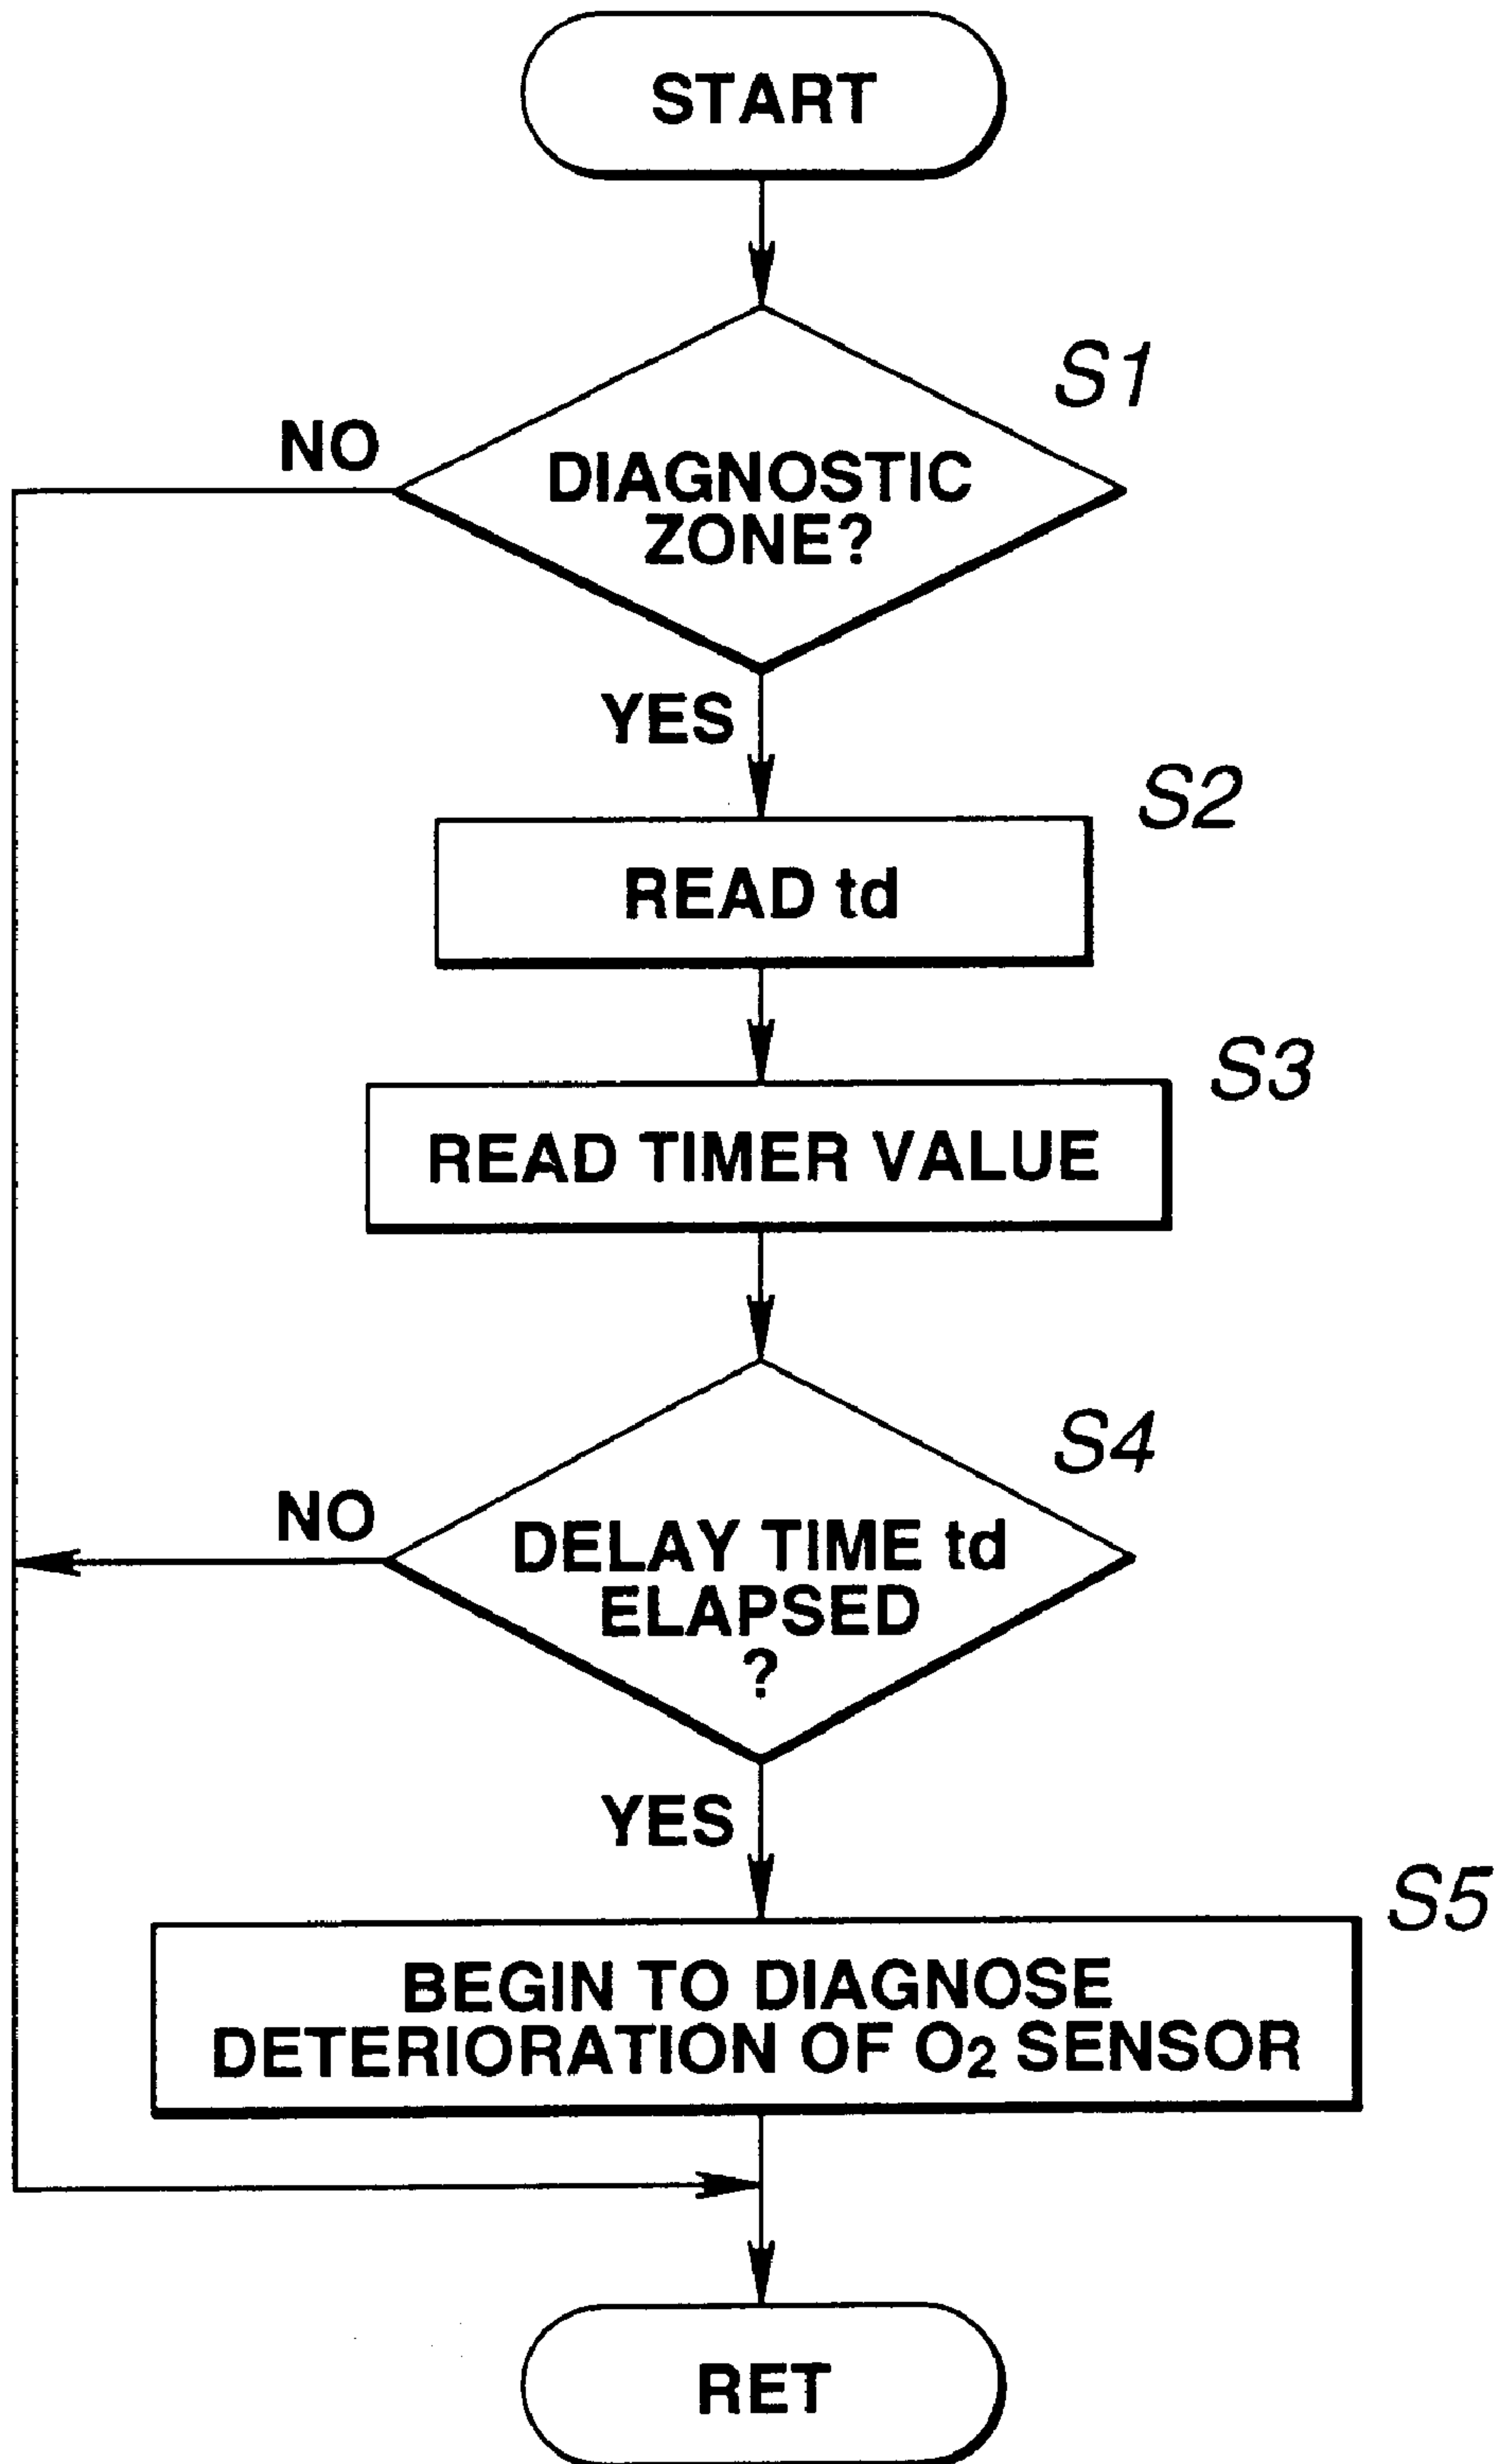 START
S1
NO
DIAGNOSTIC
ZONE?
YES
S2
READ td
S3
READ TIMER VALUE
S4
NO
DELAY TIME td
ELAPSED
?
YES
S5
BEGIN TO DIAGNOSE
DETERIORATION OF O₂ SENSOR
RET